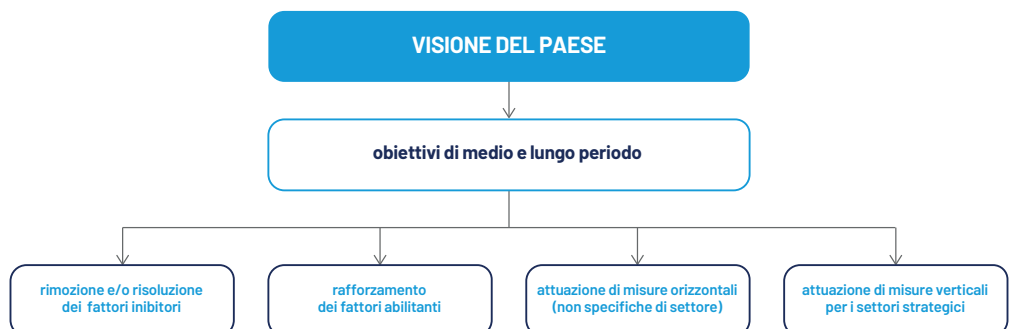 VISIONE DEL PAESE
obiettivi di medio e lungo periodo
rimozione e/o risoluzione
dei fattori inibitori
rafforzamento
dei fattori abilitanti
attuazione di misure orizzontali
(non specifiche di settore)
attuazione di misure verticali
per i settori strategici